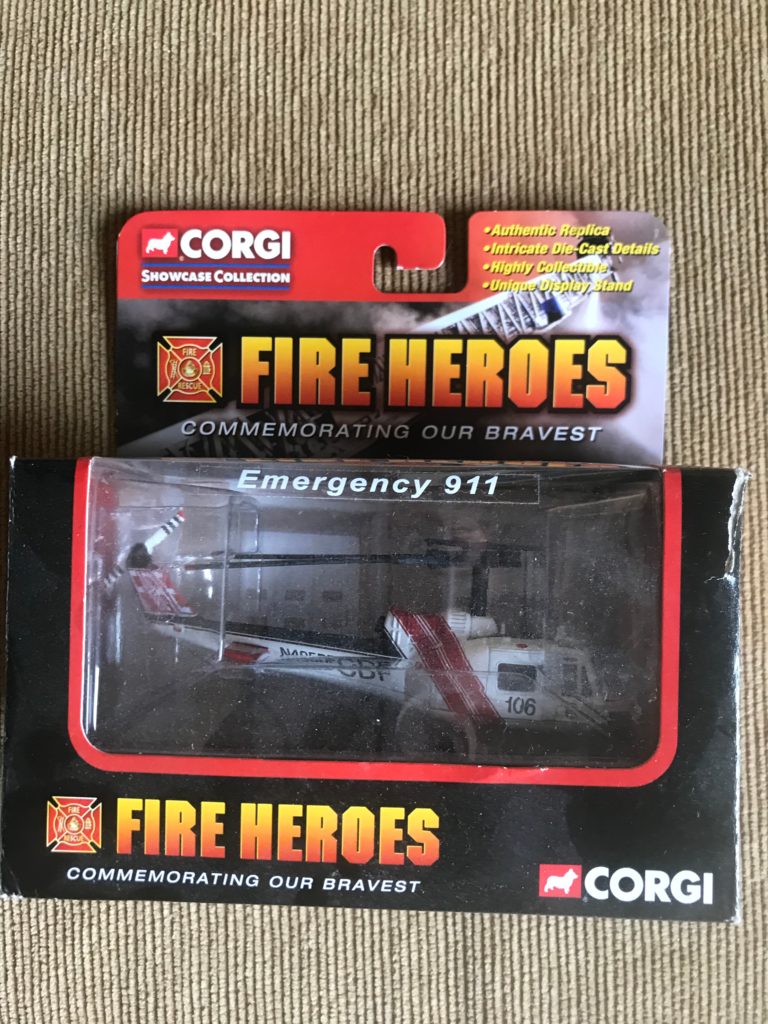 CORGI
SHOWCASE COLLECTION
•Authentic Replica
•Intricate Die-Cast Details
•Highly Collectible
•Unique Display Stand
FIRE
RESCUE
FIRE HEROES
COMMEMORATING OUR BRAVEST
Emergency 911
CDF
106
FIRE
RESCUE
FIRE HEROES
COMMEMORATING OUR BRAVEST
CORGI